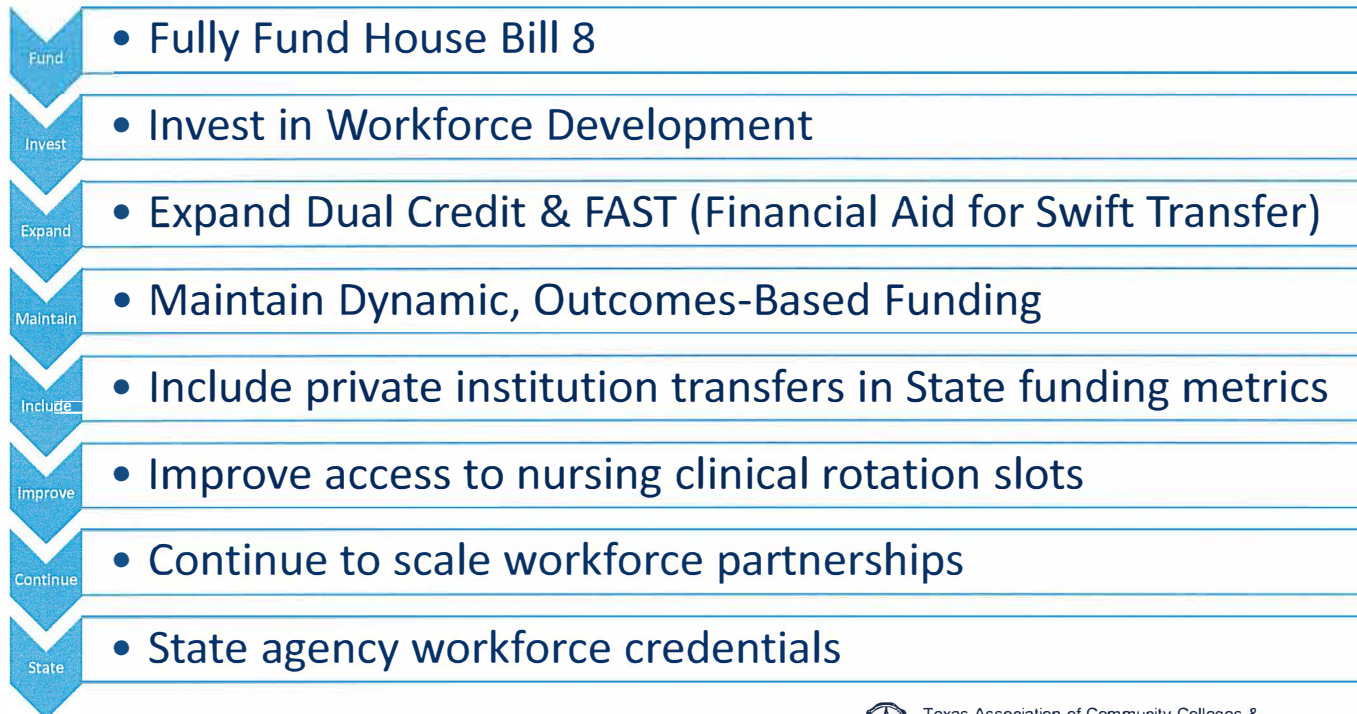 Fund
• Fully Fund House Bill 8
Invest
• Invest in Workforce Development
Expand
• Expand Dual Credit & FAST (Financial Aid for Swift Transfer)
Maintain
• Maintain Dynamic, Outcomes-Based Funding
Include
• Include private institution transfers in State funding metrics
Improve
• Improve access to nursing clinical rotation slots
Continue
• Continue to scale workforce partnerships
State
• State agency workforce credentials
Texas Association of Community Colleges &